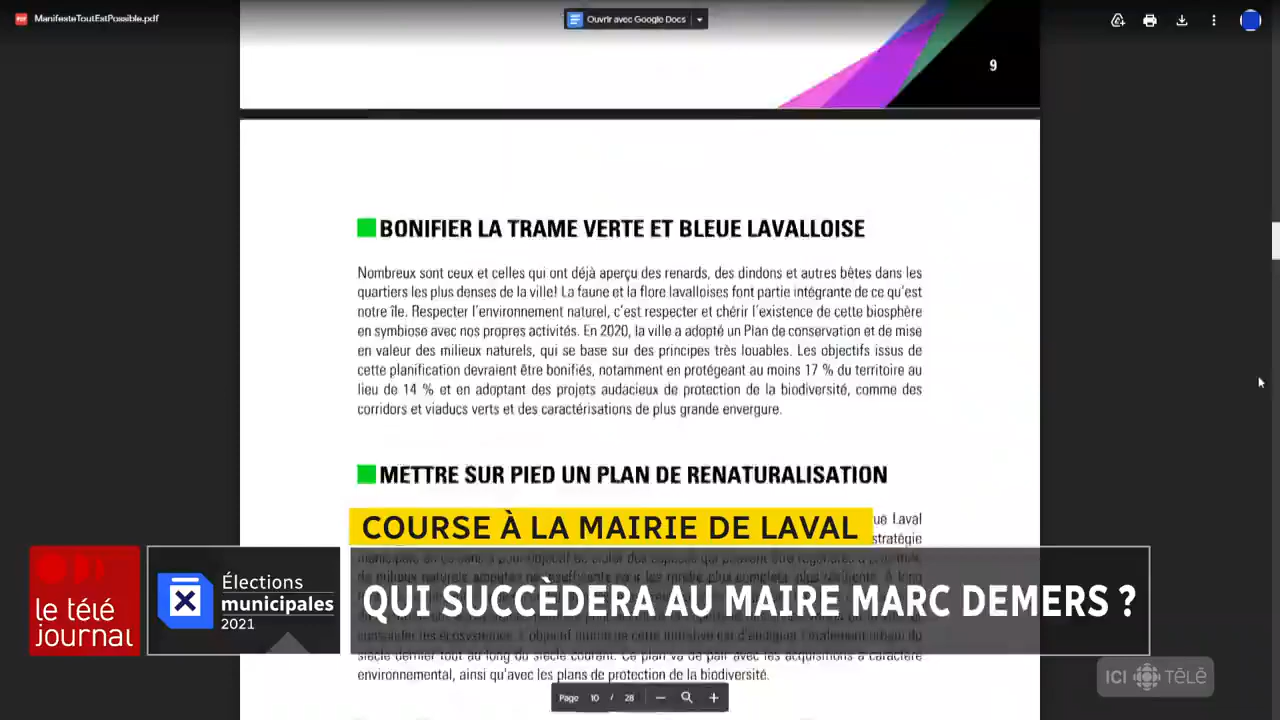 ManifesteToutEstPossible.pdf
Ouvrir avec Google Docs
9
BONIFIER LA TRAME VERTE ET BLEUE LAVALLOISE
Nombreux sont ceux et celles qui ont déjà aperçu des renards, des dindons et autres bêtes dans les
quartiers les plus denses de la ville! La faune et la flore lavalloises font partie intégrante de ce qu'est
notre île. Respecter l'environnement naturel, c'est respecter et chérir l'existence de cette biosphère
en symbiose avec nos propres activités. En 2020, la ville a adopté un Plan de conservation et de mise
en valeur des milieux naturels, qui se base sur des principes très louables. Les objectifs issus de
cette planification devraient être bonifiés, notamment en protégeant au moins 17 % du territoire au
lieu de 14 % et en adoptant des projets audacieux de protection de la biodiversité, comme des
corridors et viaducs verts et des caractérisations de plus grande envergure.
METTRE SUR PIED UN PLAN DE RENATURALISATION
Laval
stratégie
COURSE À LA MAIRIE DE LAVAL
le télé
journal
Élections
municipales
2021
QUI SUCCÈDERA AU MAIRE MARC DEMERS ?
siècle dernier tout au long du siècle courant. Ce plan va de pair avec les acquisitions à caractère
environnemental, ainsi qu'avec les plans de protection de la biodiversité.
ICI TÉLÉ
Page 10 / 28